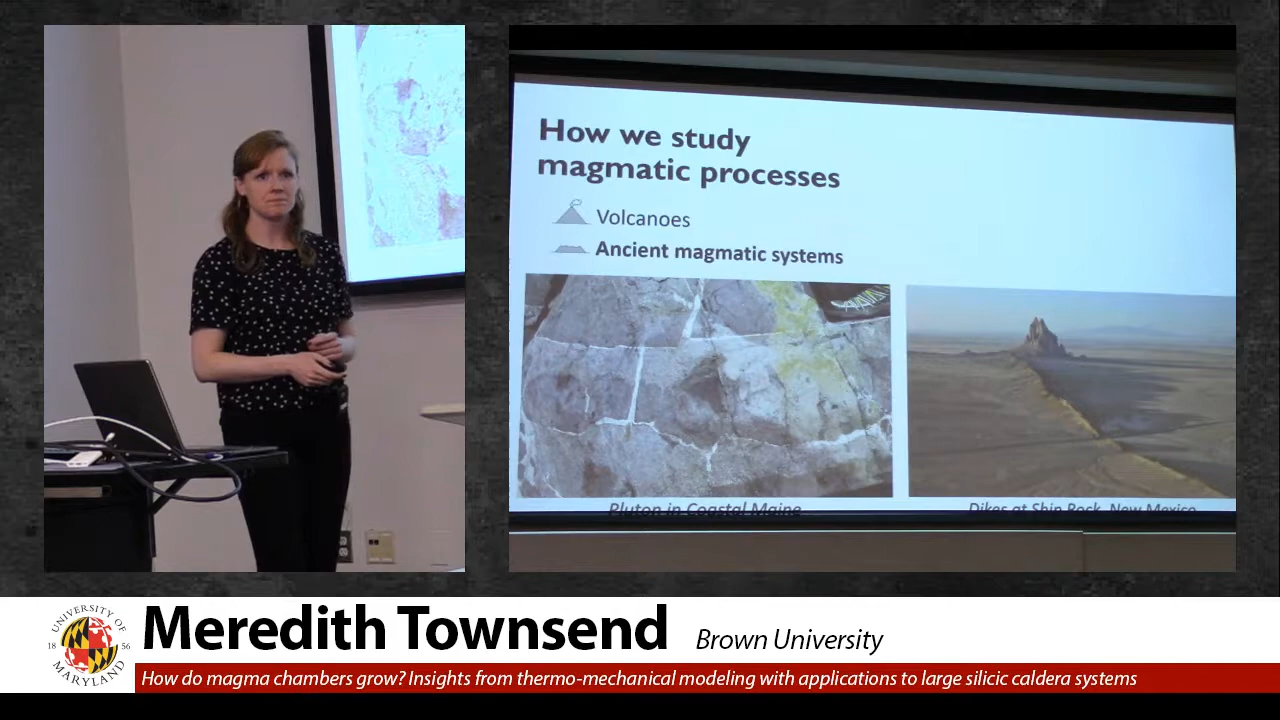 How we study
magmatic processes
Volcanoes
Ancient magmatic systems
Pluton in Coastal Maine
Dikes at Ship Rock, New Mexico
UNIVERSITY OF
18 56
MARYLAND
Meredith Townsend Brown University
How do magma chambers grow? Insights from thermo-mechanical modeling with applications to large silicic caldera systems